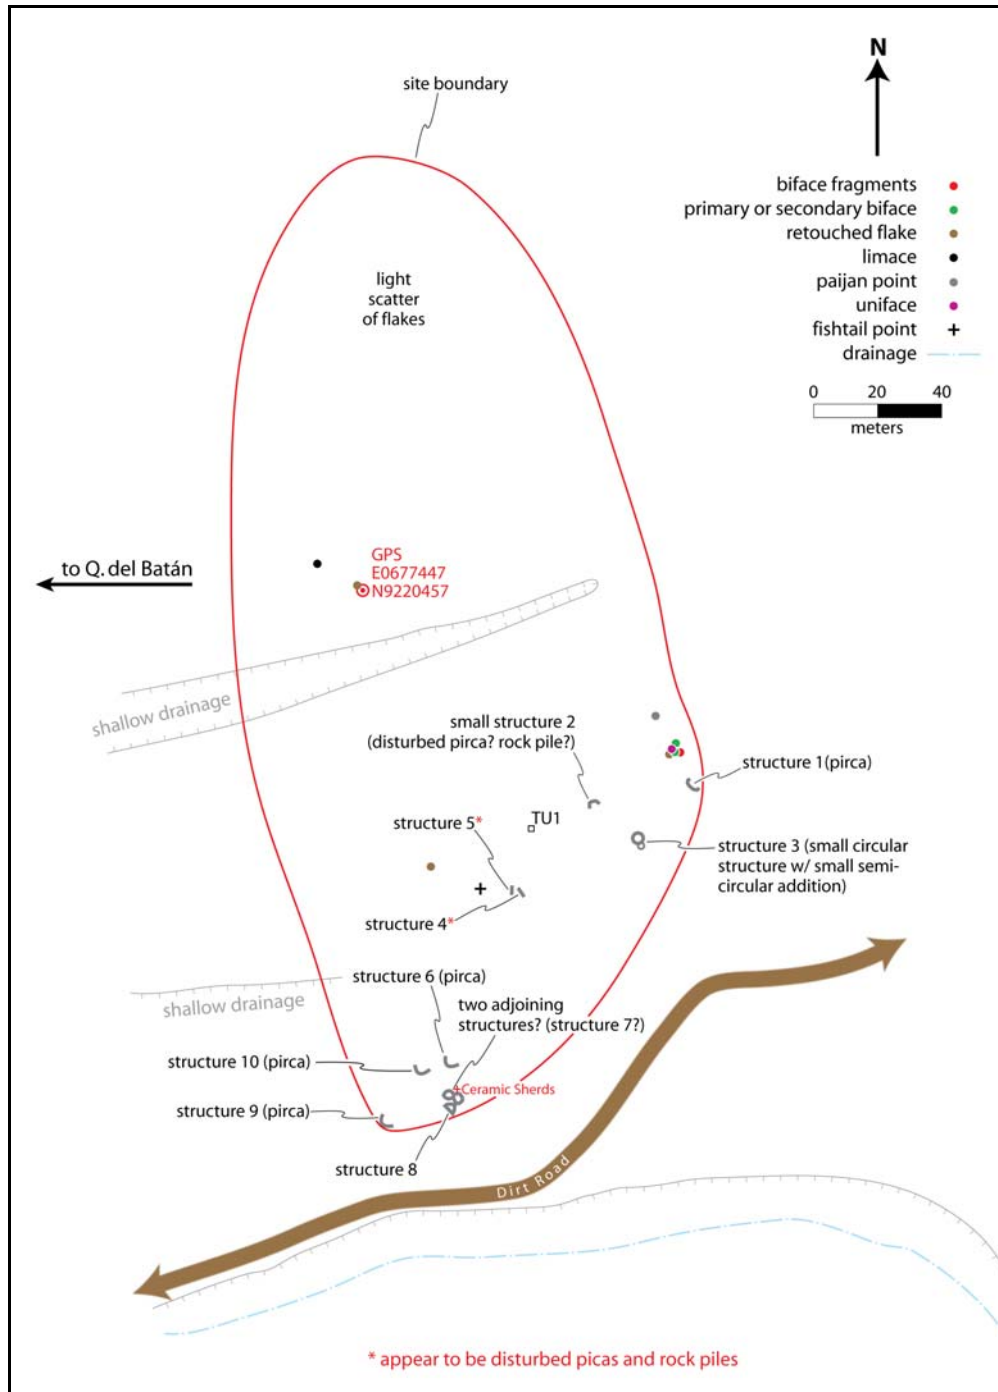 N
site boundary
biface fragments
primary or secondary biface
retouched flake
limace
paijan point
uniface
fishtail point +
drainage
light
scatter
of flakes
0 20 40
meters
GPS
E0677447
N9220457
to Q. del Batán
shallow drainage
small structure 2
(disturbed pirca? rock pile?)
structure 1(pirca)
structure 5*
TU1
structure 3 (small circular
structure w/ small semi-
circular addition)
+
structure 4*
structure 6 (pirca)
shallow drainage
two adjoining
structures? (structure 7?)
structure 10 (pirca)
+Ceramic Sherds
structure 9 (pirca)
structure 8
Dirt Road
* appear to be disturbed picas and rock piles